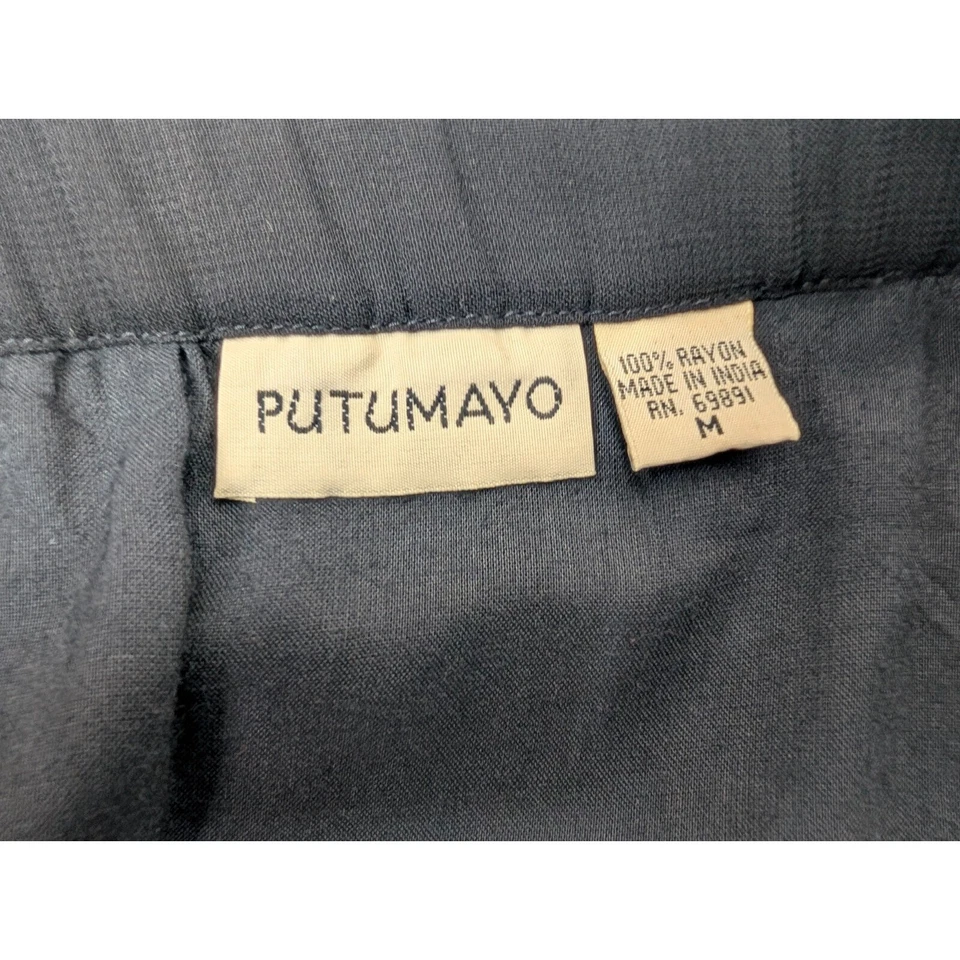 PUTUMAYO
100% RAYON
MADE IN INDIA
RN. 69891
M